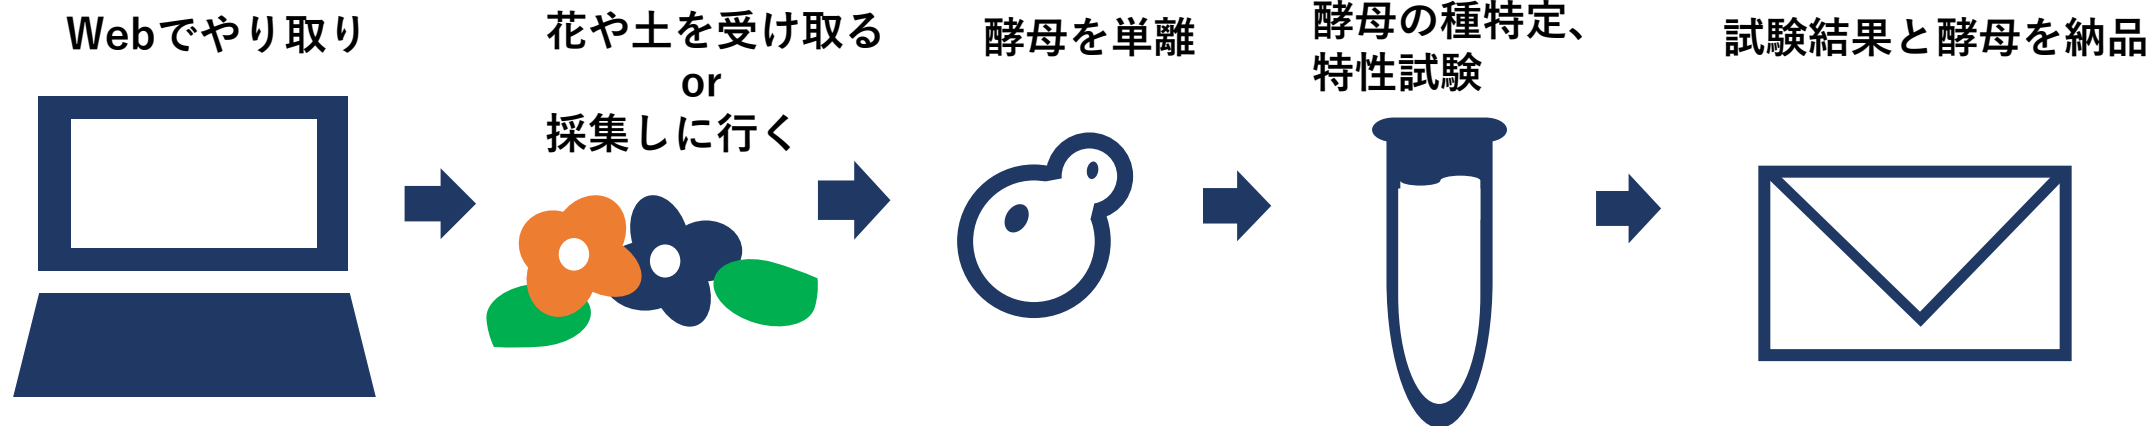 Webでやり取り
花や土を受け取る
or
採集しに行く
酵母を単離
酵母の種特定、
特性試験
試験結果と酵母を納品